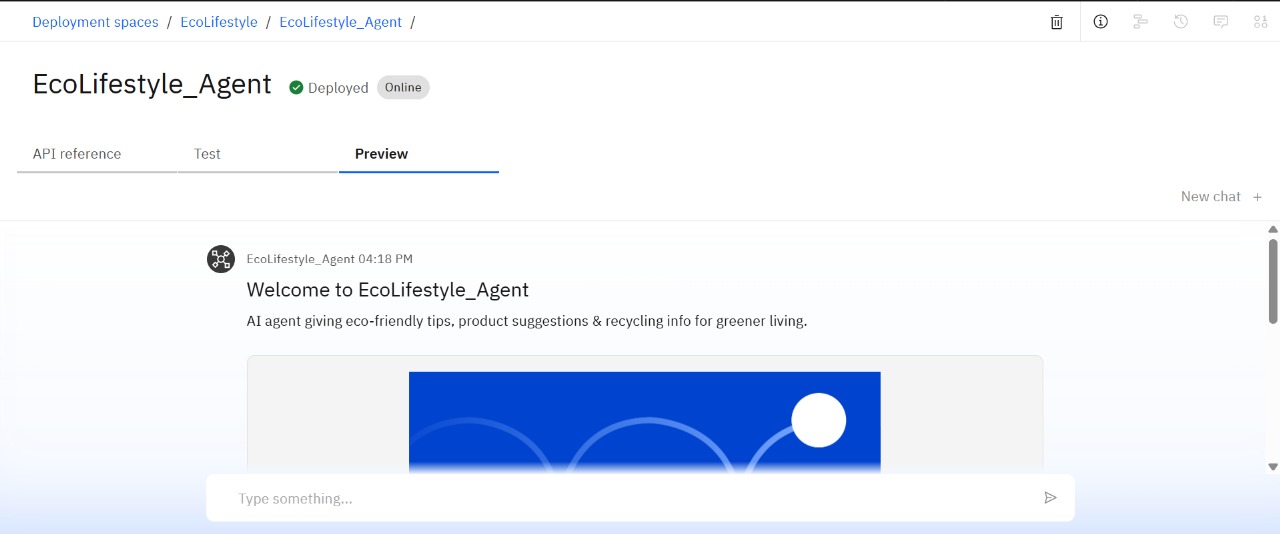 Deployment spaces / EcoLifestyle / EcoLifestyle_Agent /
EcoLifestyle_Agent Deployed Online
API reference Test Preview
New chat +
EcoLifestyle_Agent 04:18 PM
Welcome to EcoLifestyle_Agent
AI agent giving eco-friendly tips, product suggestions & recycling info for greener living.
Type something...